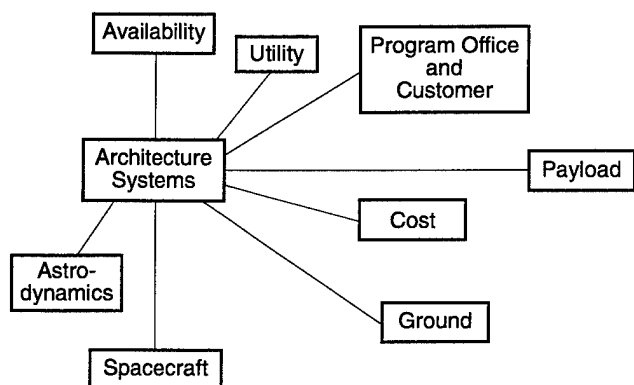 Availability
Utility
Program Office
and
Customer
Architecture
Systems
Payload
Cost
Astro-
dynamics
Ground
Spacecraft